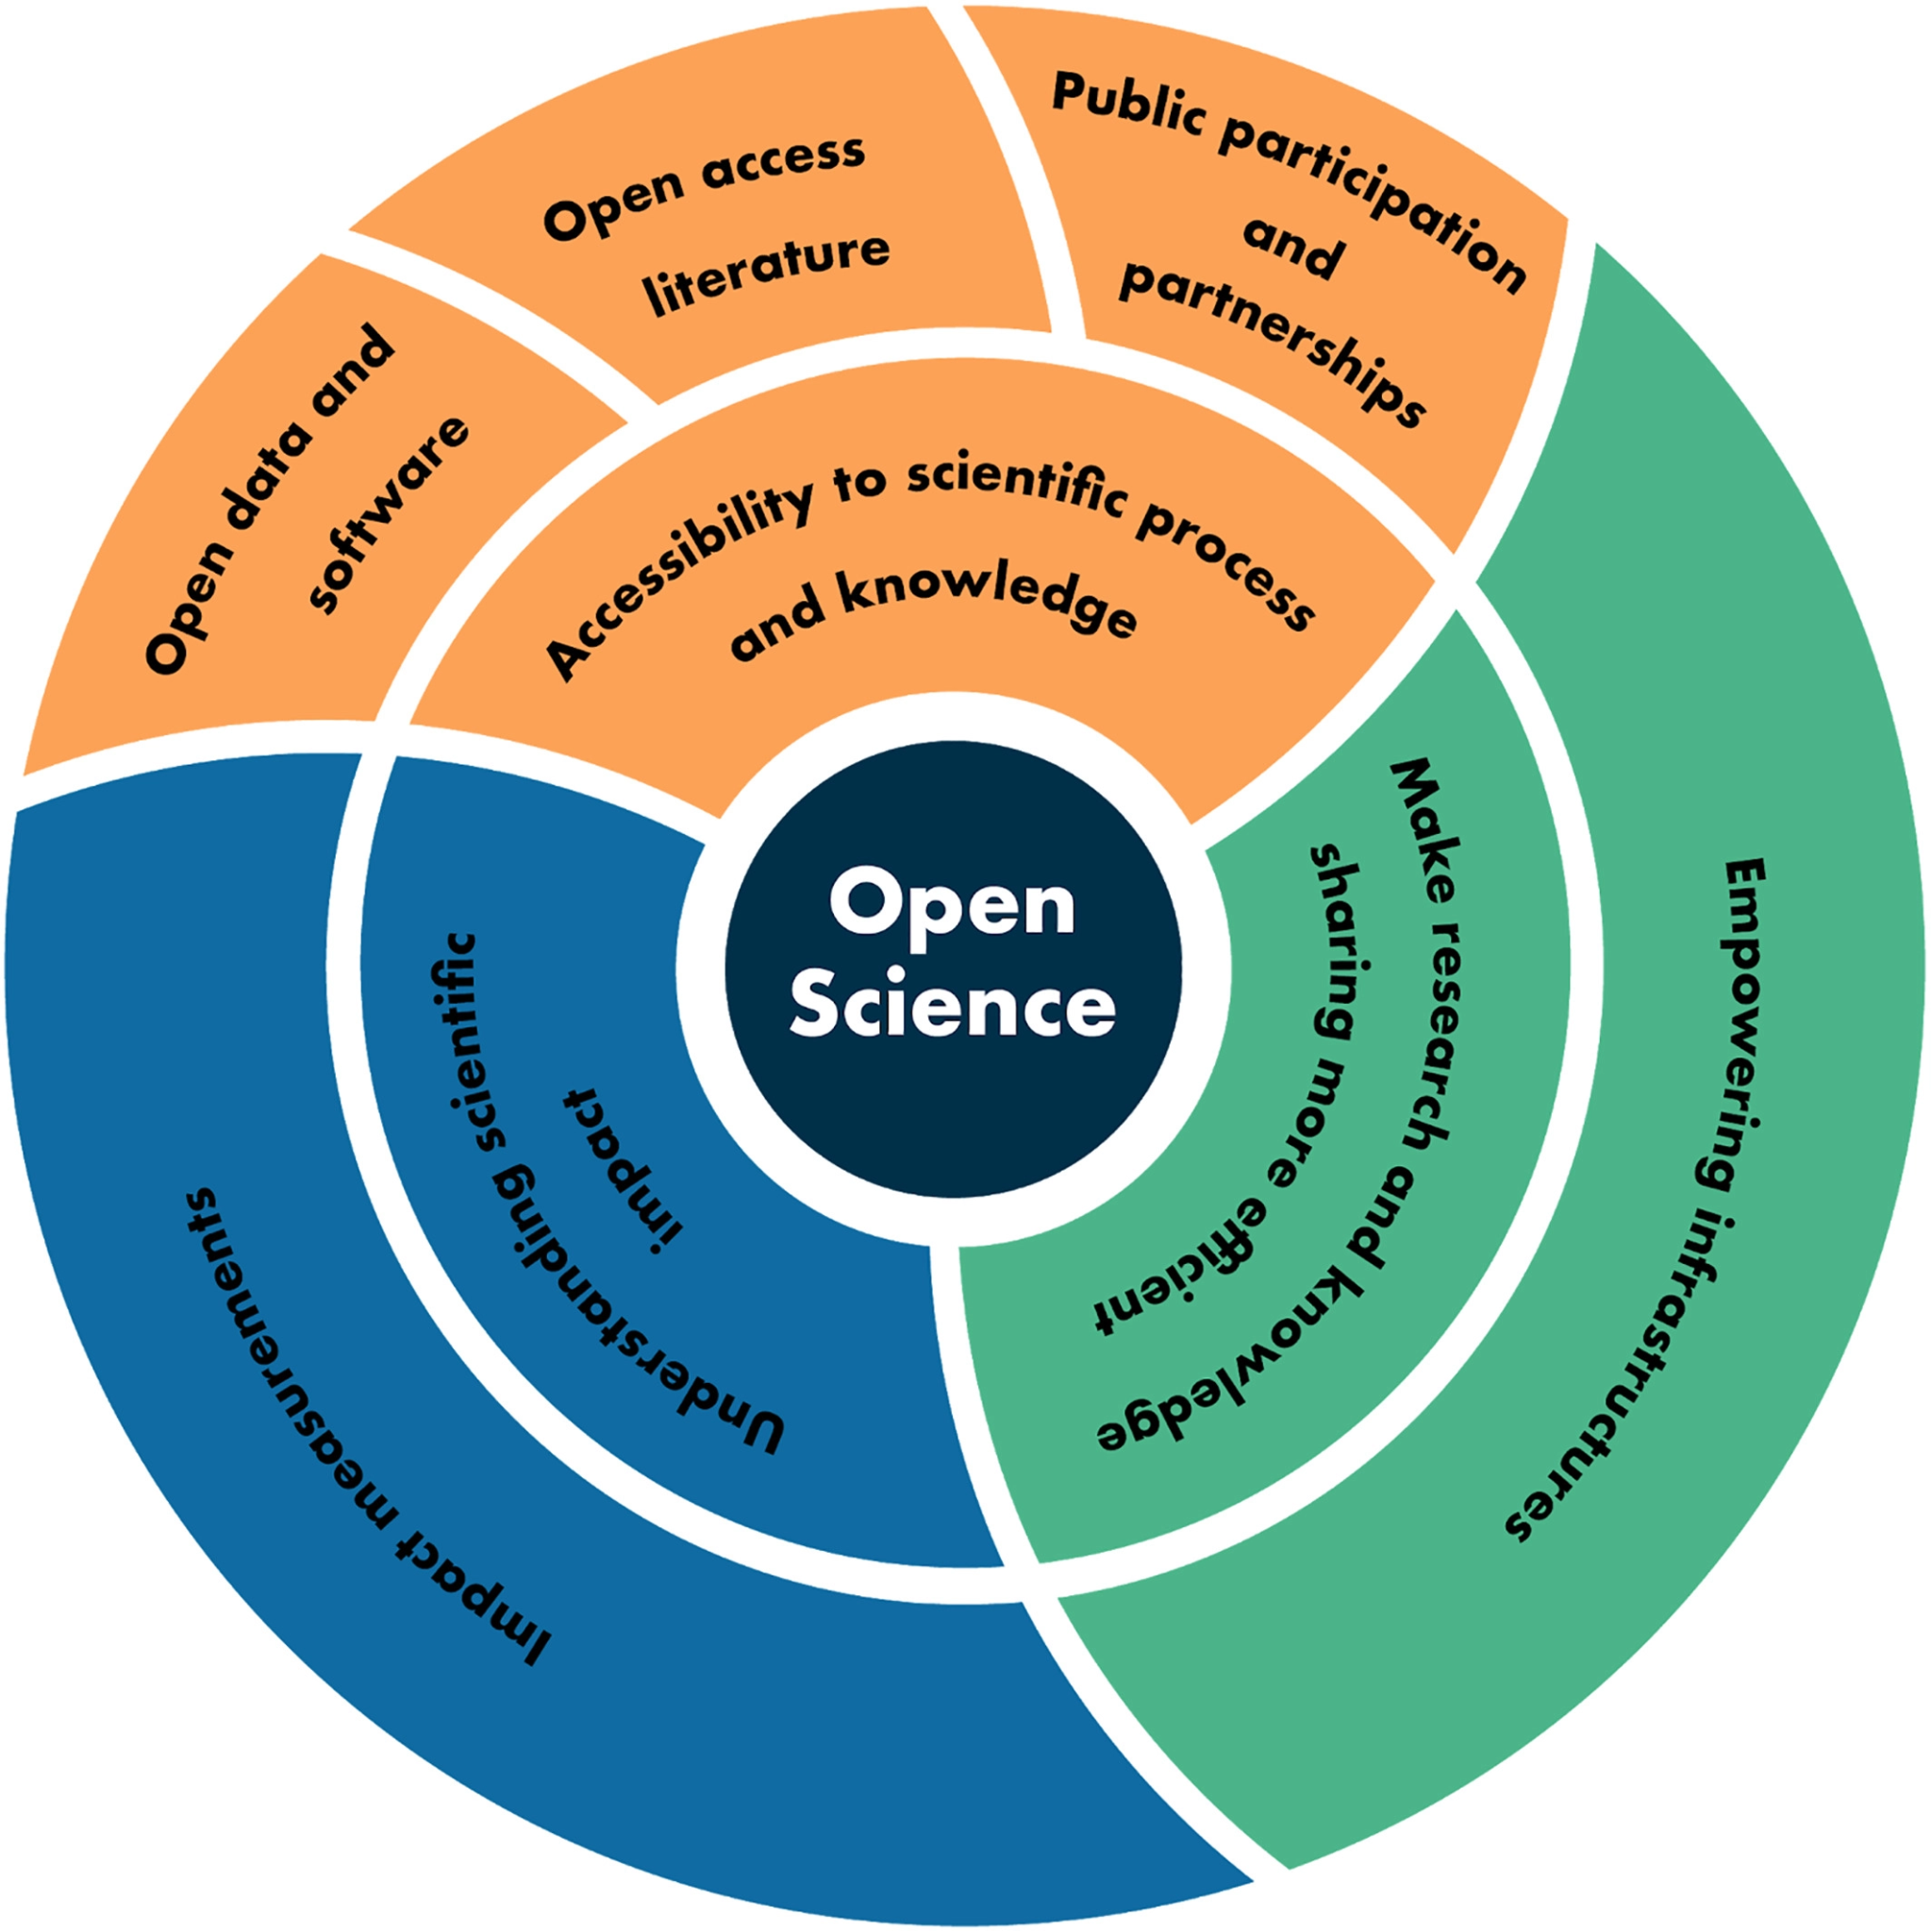 Open access
literature
Public participation
and
partnerships
Open data and
software
Accessibility to scientific process
and knowledge
Open
Science
Make research and knowledge
sharing more efficient
Empowering infrastructures
Understanding scientific
impact
Impact measurements